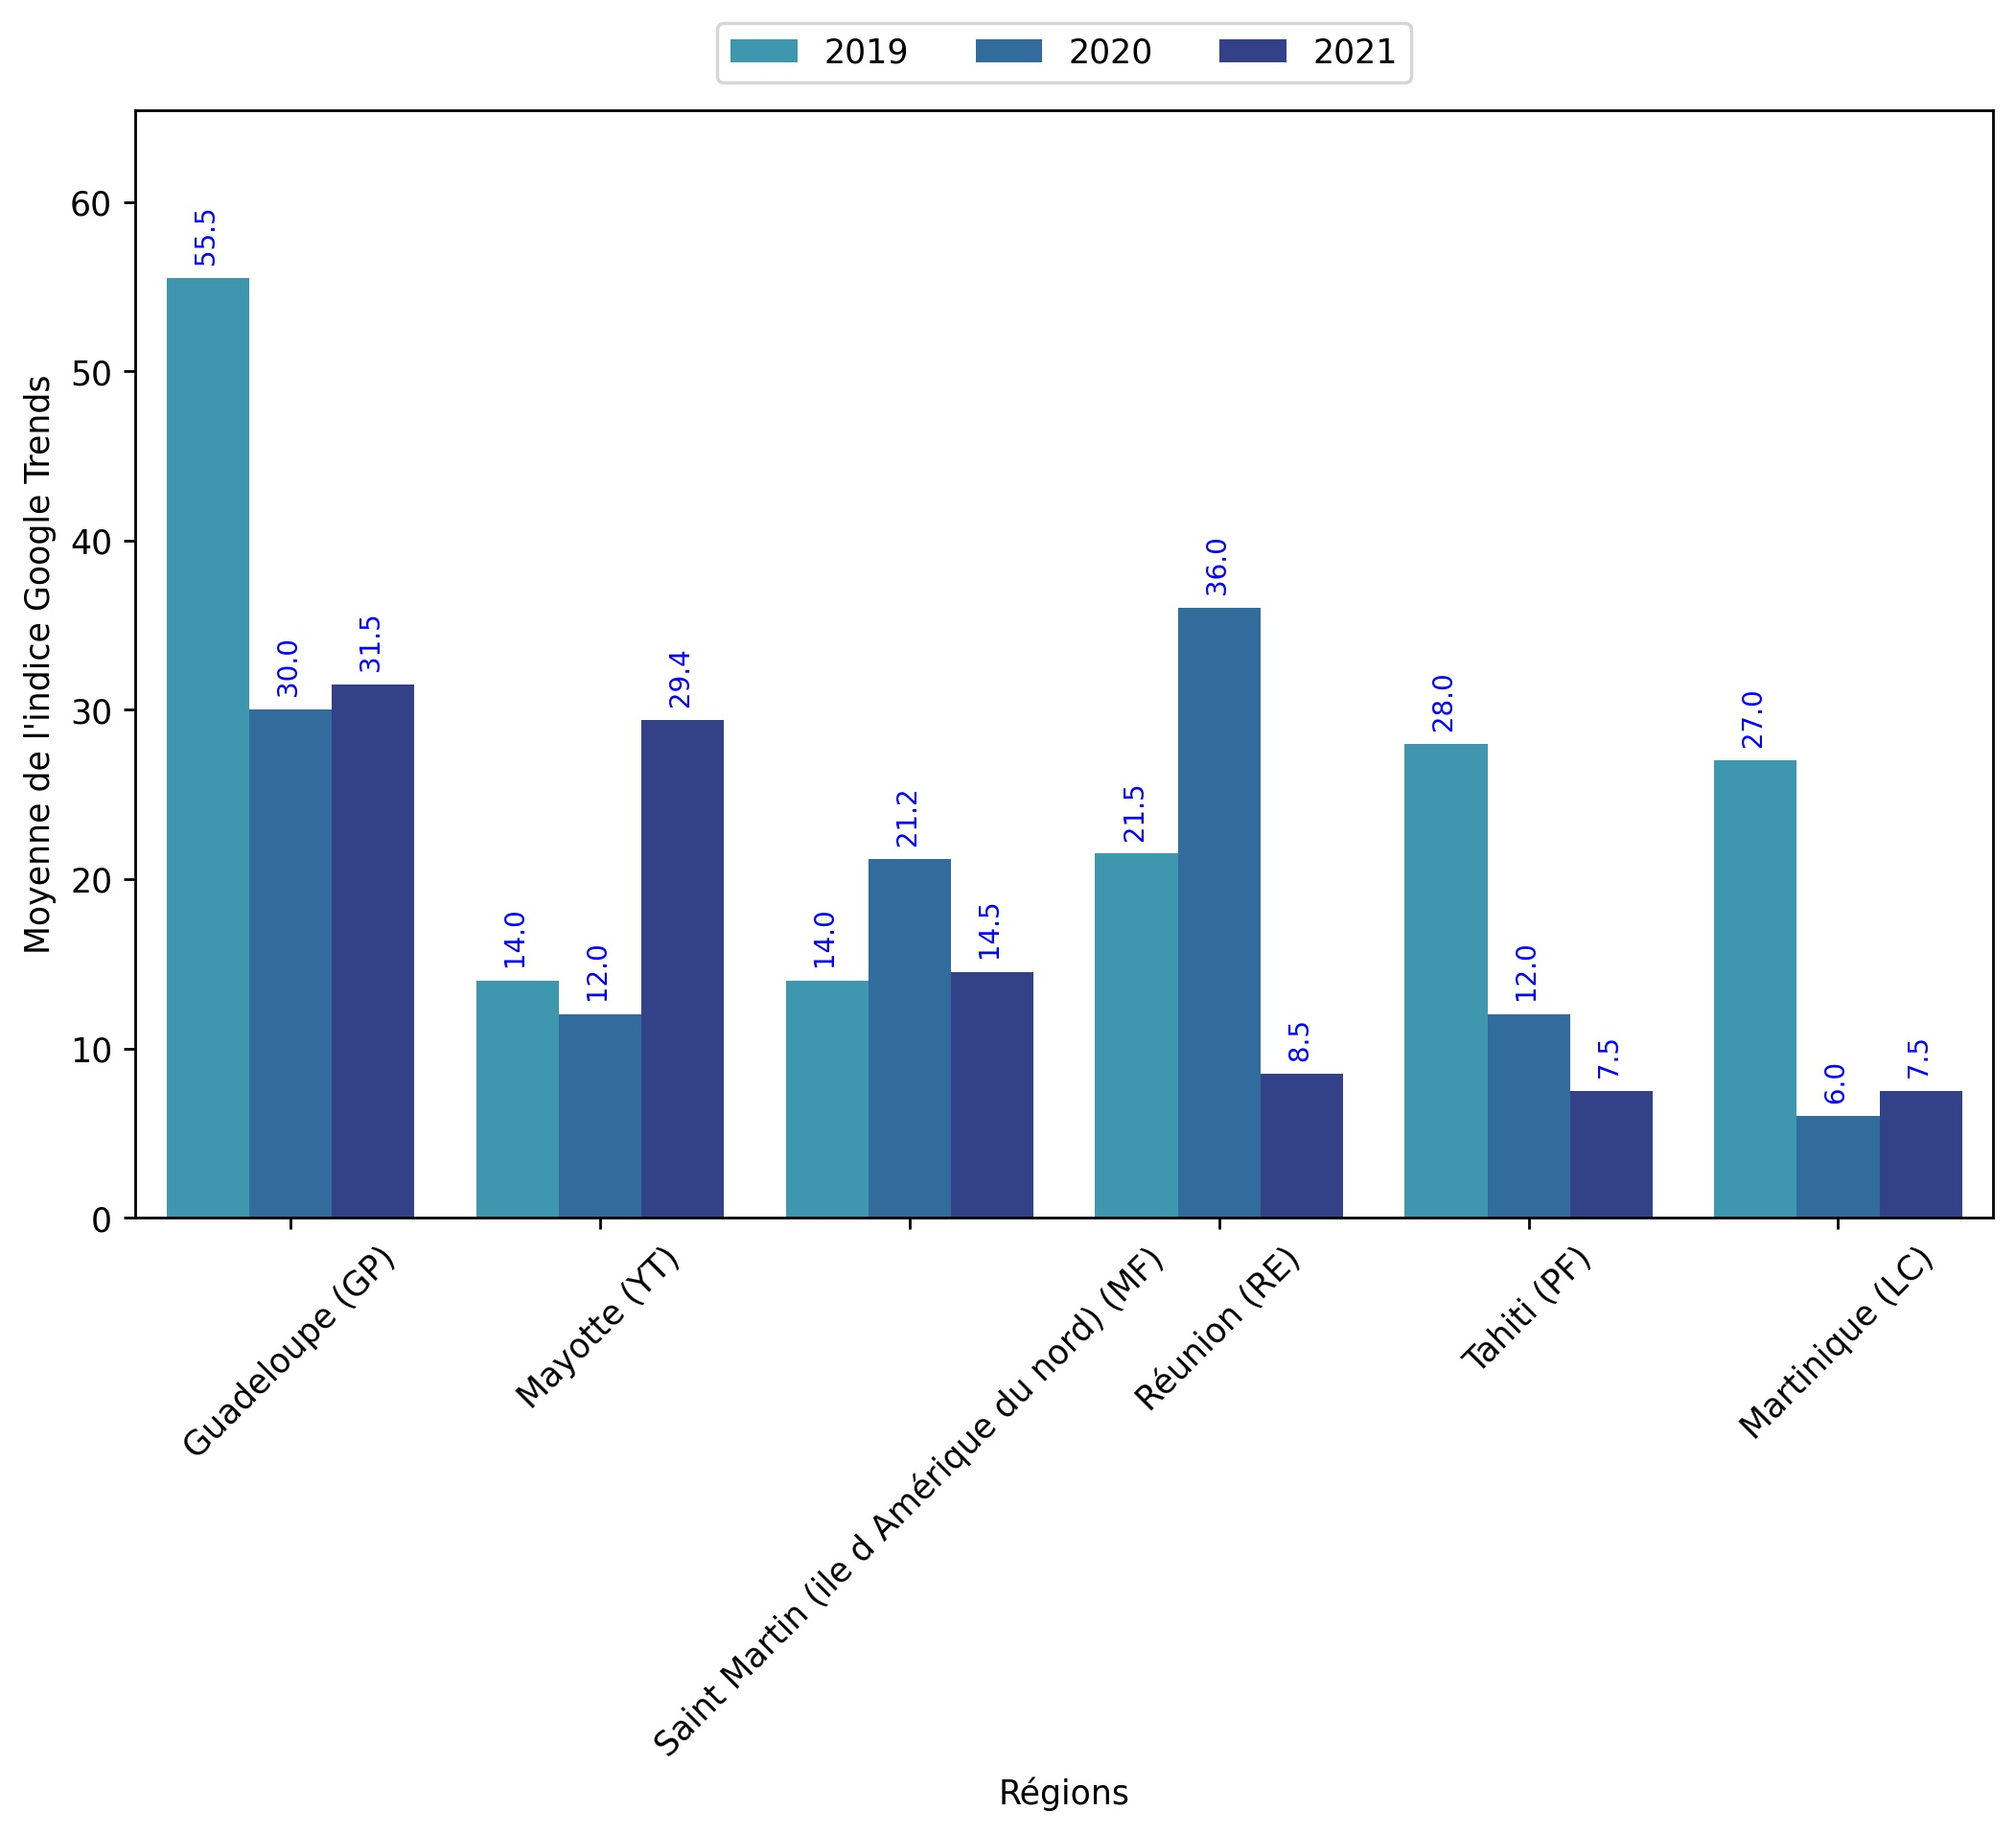 2019 2020 2021
Moyenne de l'indice Google Trends
60
50
40
30
20
10
0
55.5
30.0
31.5
14.0
12.0
29.4
14.0
21.2
14.5
21.5
36.0
8.5
28.0
12.0
7.5
27.0
6.0
7.5
Guadeloupe (GP)
Mayotte (YT)
Saint Martin (ile d Amérique du nord) (MF)
Réunion (RE)
Tahiti (PF)
Martinique (LC)
Régions